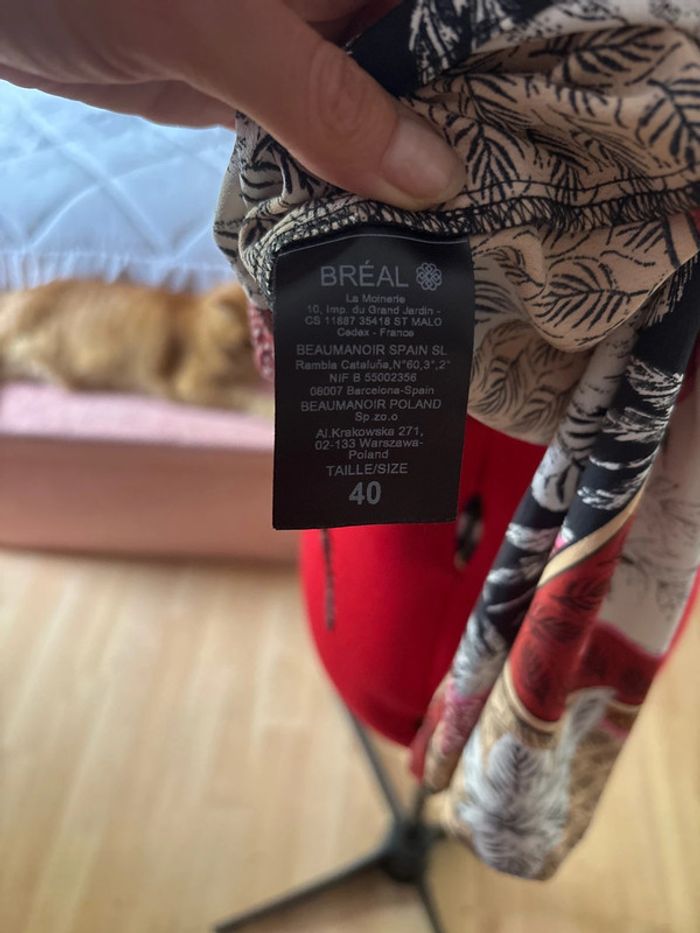 BRÉAL
La Moinerie
10, Imp. du Grand Jardin -
CS 11887 35418 ST MALO
Cedex - France
BEAUMANOIR SPAIN SL
Rambla Cataluña,N°60,3°,2°
NIF B 55002356
08007 Barcelona-Spain
BEAUMANOIR POLAND
Sp.zo.o
Al.Krakowska 271,
02-133 Warszawa-
Poland
TAILLE/SIZE
40